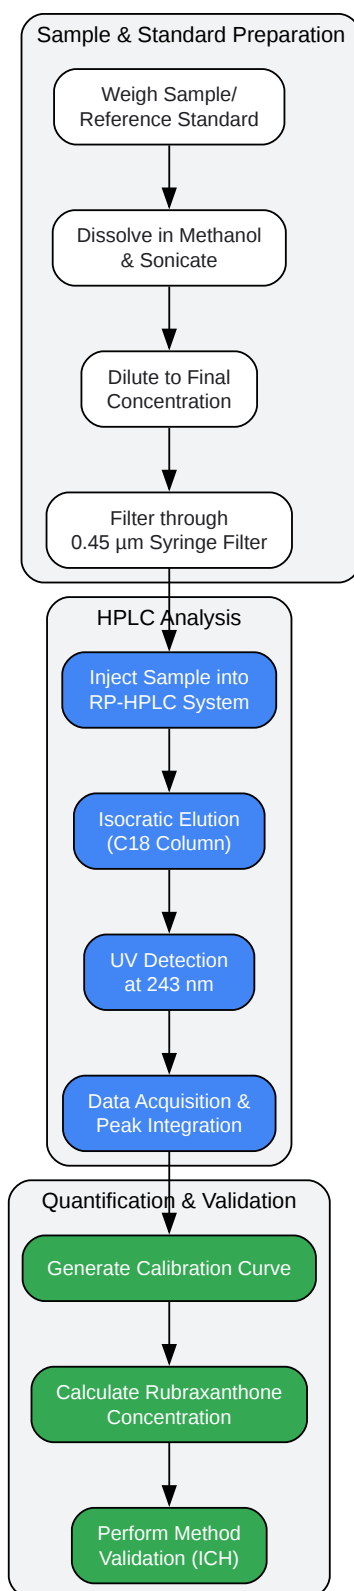 Sample & Standard Preparation
Weigh Sample/
Reference Standard
Dissolve in Methanol
& Sonicate
Dilute to Final
Concentration
Filter through
0.45 µm Syringe Filter
HPLC Analysis
Inject Sample into
RP-HPLC System
Isocratic Elution
(C18 Column)
UV Detection
at 243 nm
Data Acquisition &
Peak Integration
Quantification & Validation
Generate Calibration Curve
Calculate Rubraxanthone
Concentration
Perform Method
Validation (ICH)